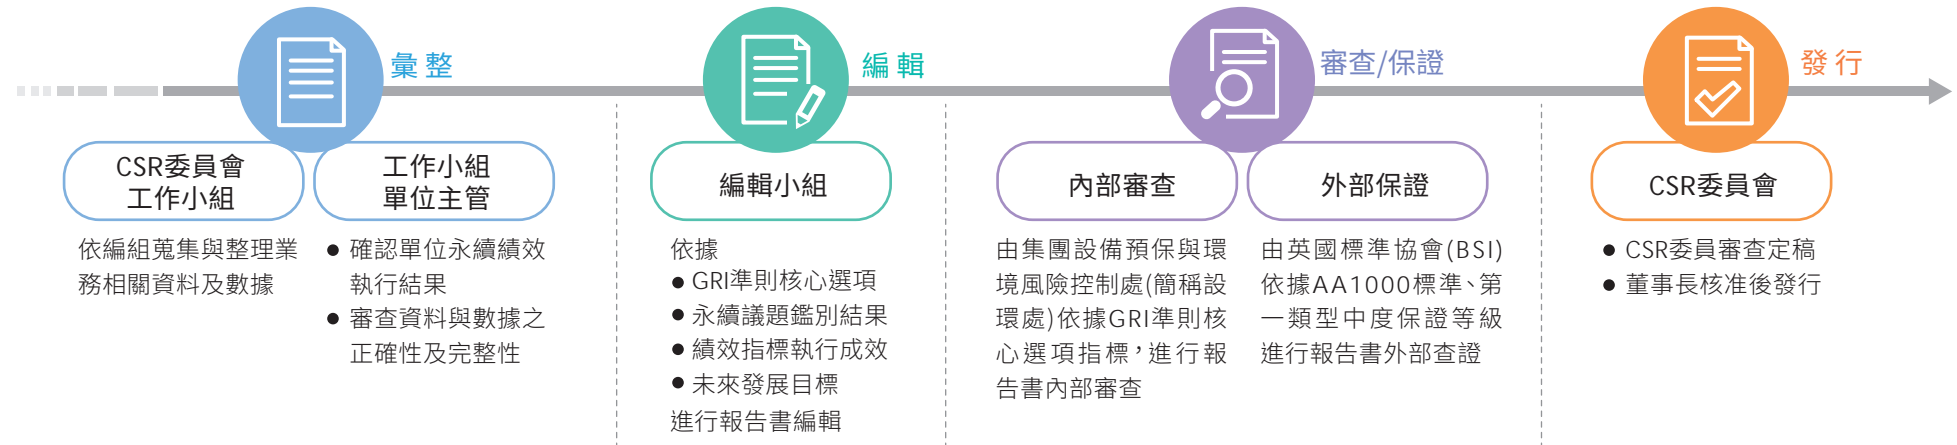 彙整
CSR委員會
工作小組
依編組蒐集與整理業
務相關資料及數據
工作小組
單位主管
● 確認單位永續績效
執行結果
● 審查資料與數據之
正確性及完整性
編輯
編輯小組
依據
● GRI準則核心選項
● 永續議題鑑別結果
● 績效指標執行成效
● 未來發展目標
進行報告書編輯
審查/保證
內部審查
由集團設備預保與環
境風險控制處(簡稱設
環處)依據GRI準則核
心選項指標，進行報
告書內部審查
外部保證
由英國標準協會(BSI)
依據AA1000標準、第
一類型中度保證等級
進行報告書外部查證
發行
CSR委員會
● CSR委員審查定稿
● 董事長核准後發行